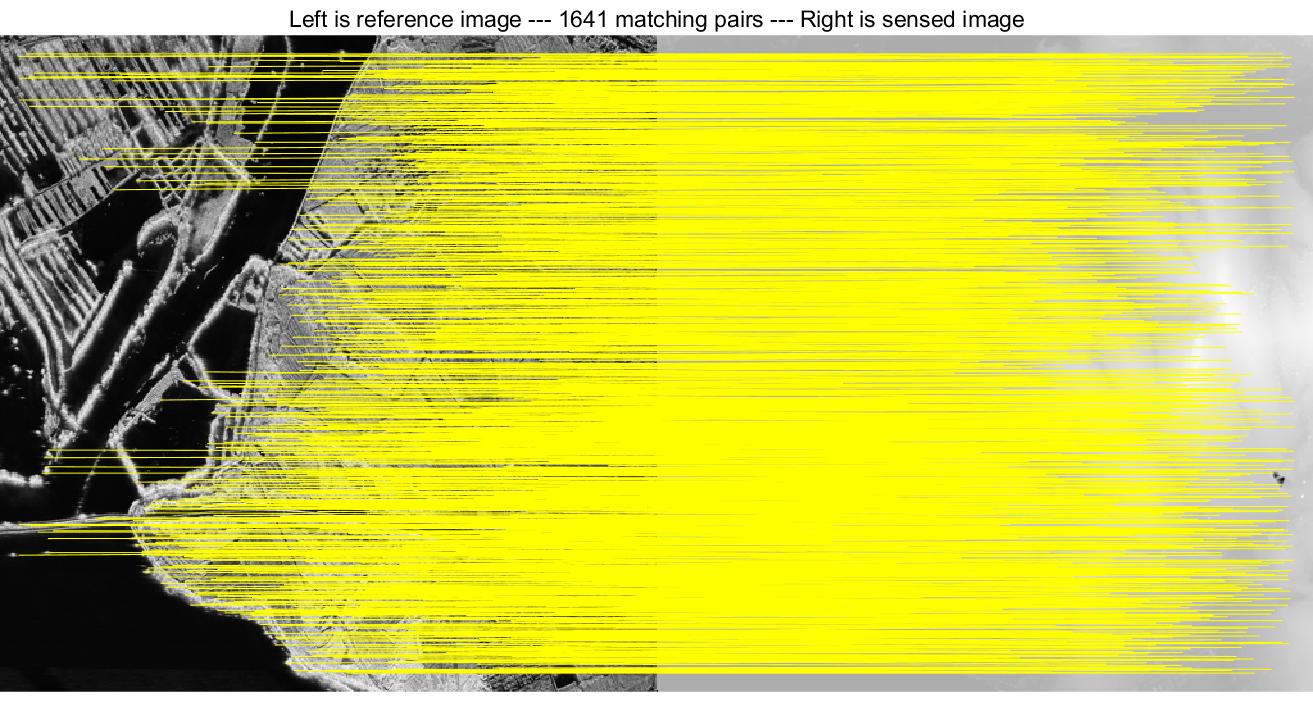 Left is reference image --- 1641 matching pairs --- Right is sensed image